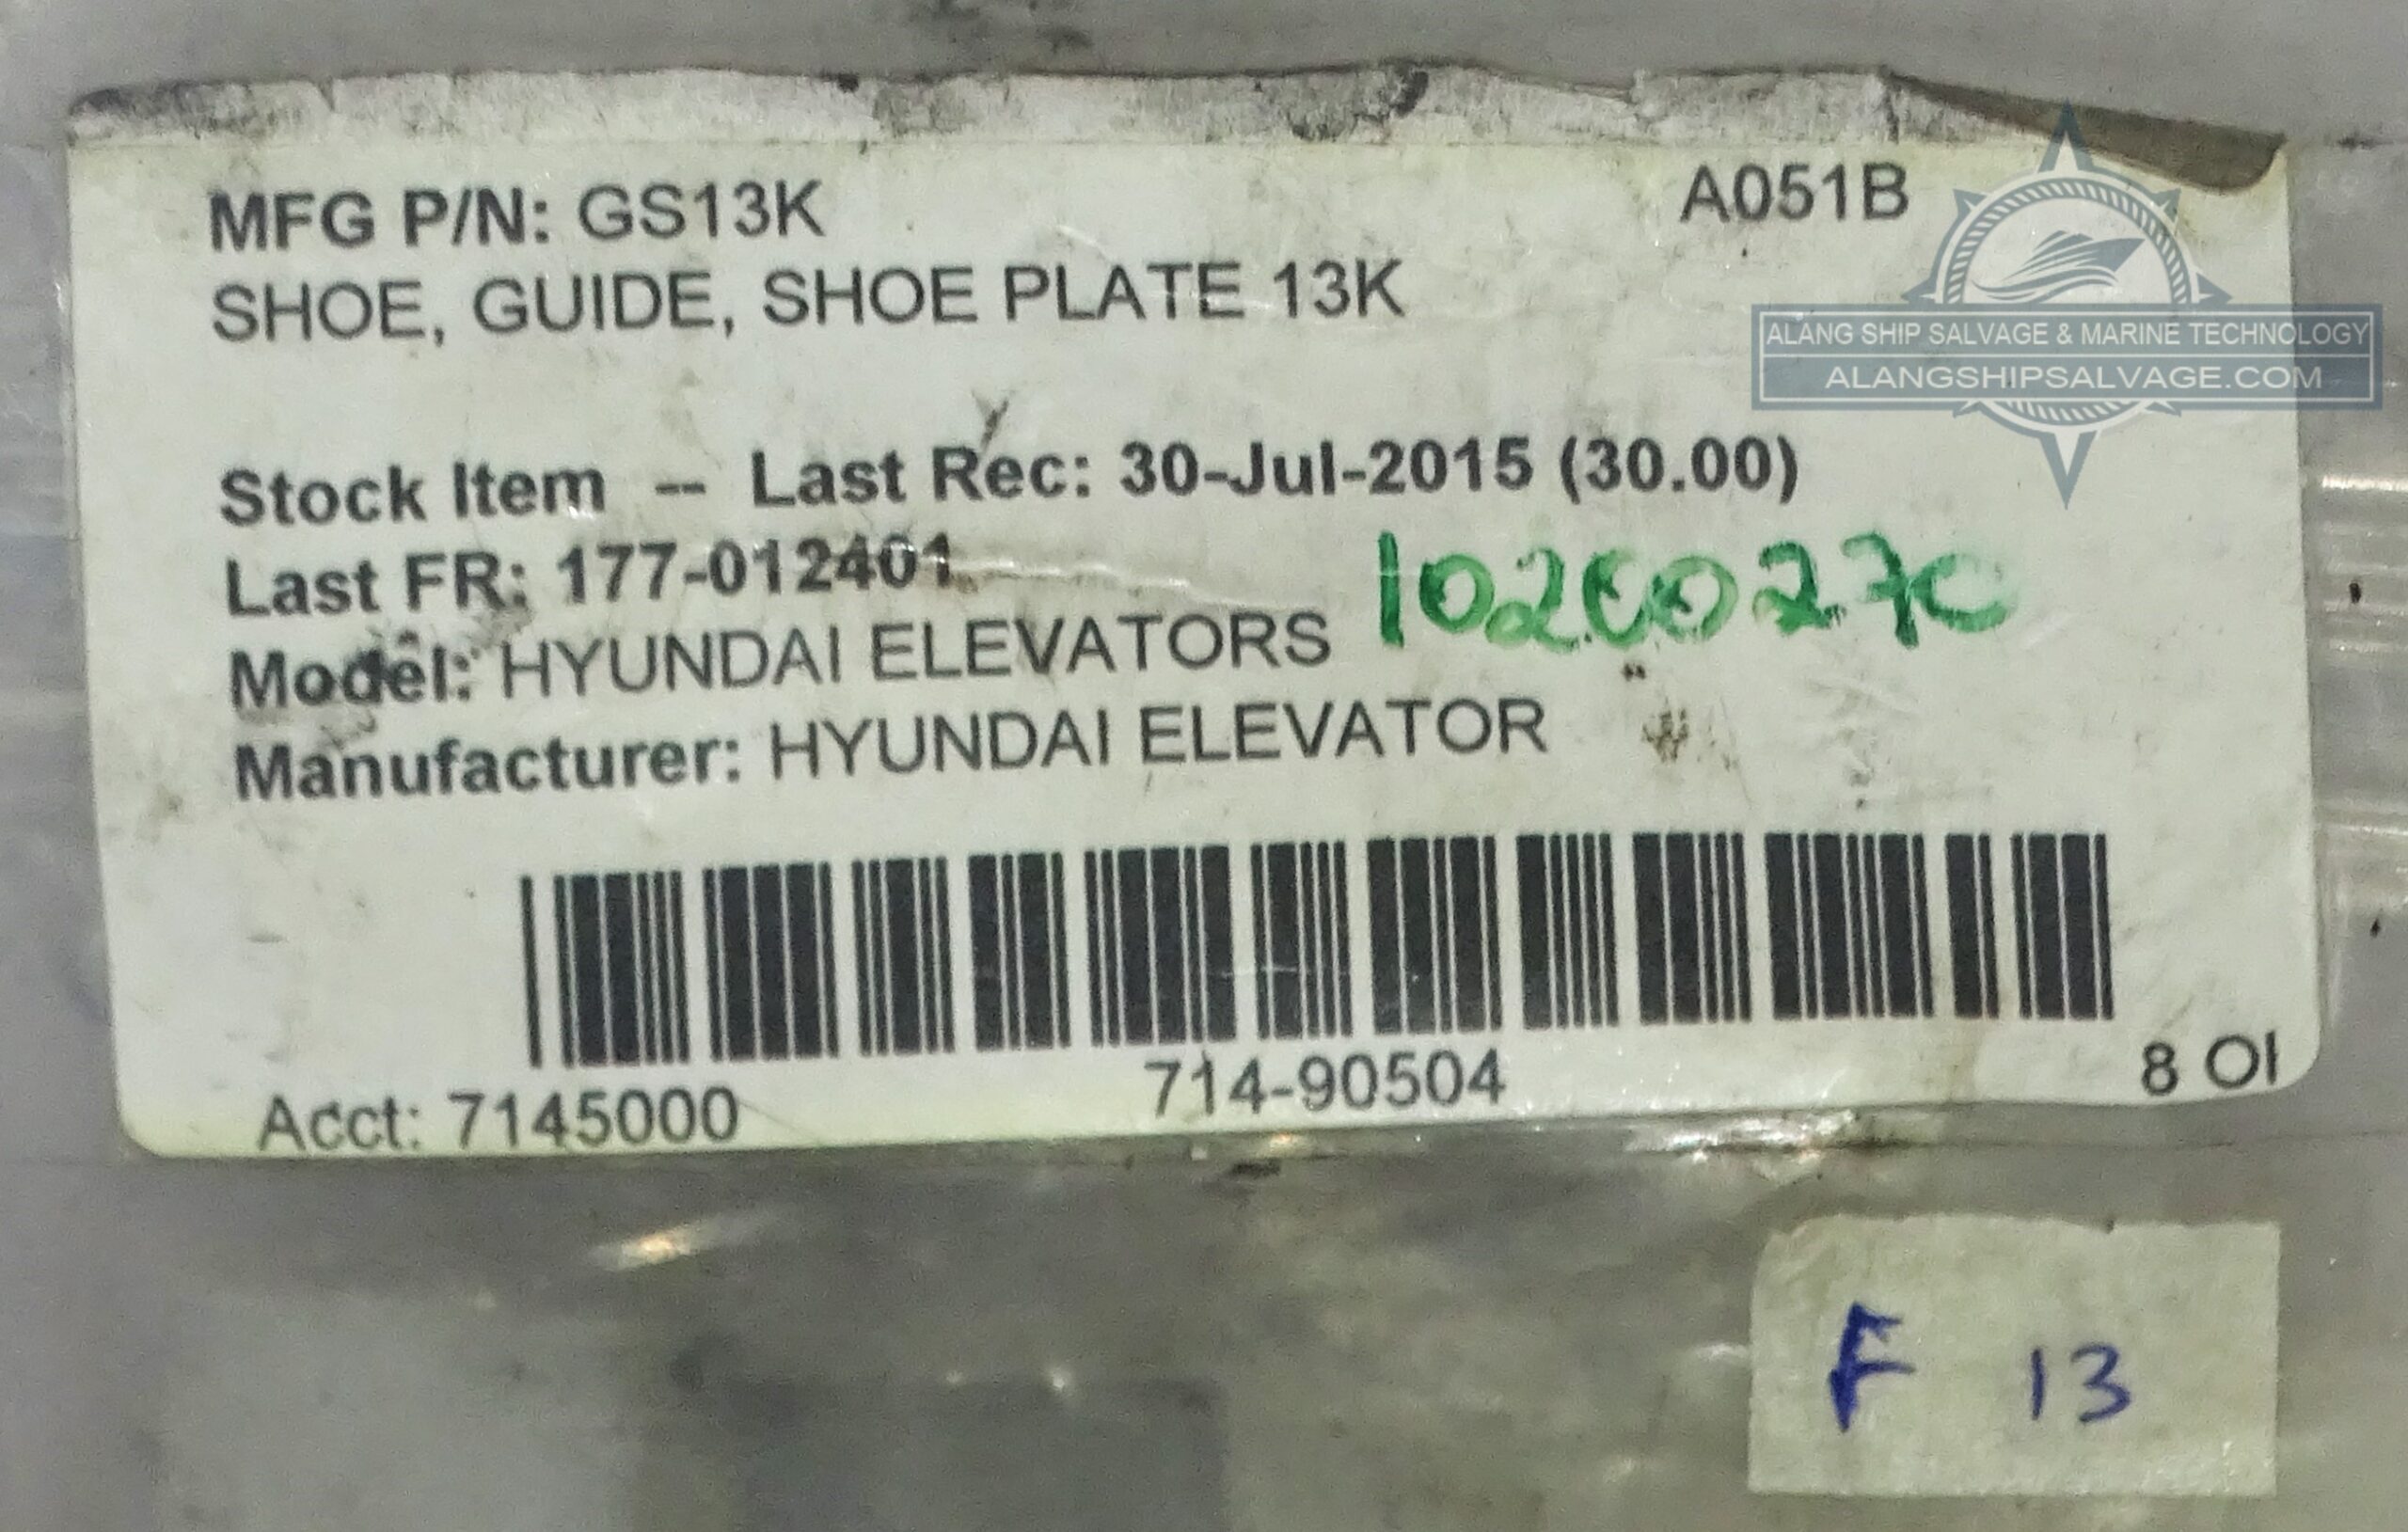 MFG P/N: GS13K A051B
SHOE, GUIDE, SHOE PLATE 13K
ALANG SHIP SALVAGE & MARINE TECHNOLOGY
ALANGSHIPSALVAGE.COM
Stock Item -- Last Rec: 30-Jul-2015 (30.00)
Last FR: 177-012401
10200270
Model: HYUNDAI ELEVATORS
Manufacturer: HYUNDAI ELEVATOR
714-90504
Acct: 7145000
8 OI
F 13